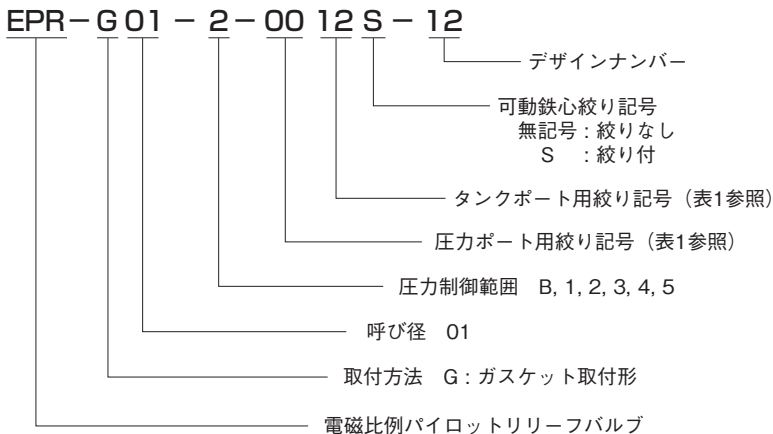 EPR－G 01 － 2－00 12 S－12
デザインナンバー
可動鉄心絞り記号
無記号：絞りなし
S　：絞り付
タンクポート用絞り記号（表1参照）
圧力ポート用絞り記号（表1参照）
圧力制御範囲　B, 1, 2, 3, 4, 5
呼び径　01
取付方法　G：ガスケット取付形
電磁比例パイロットリリーフバルブ